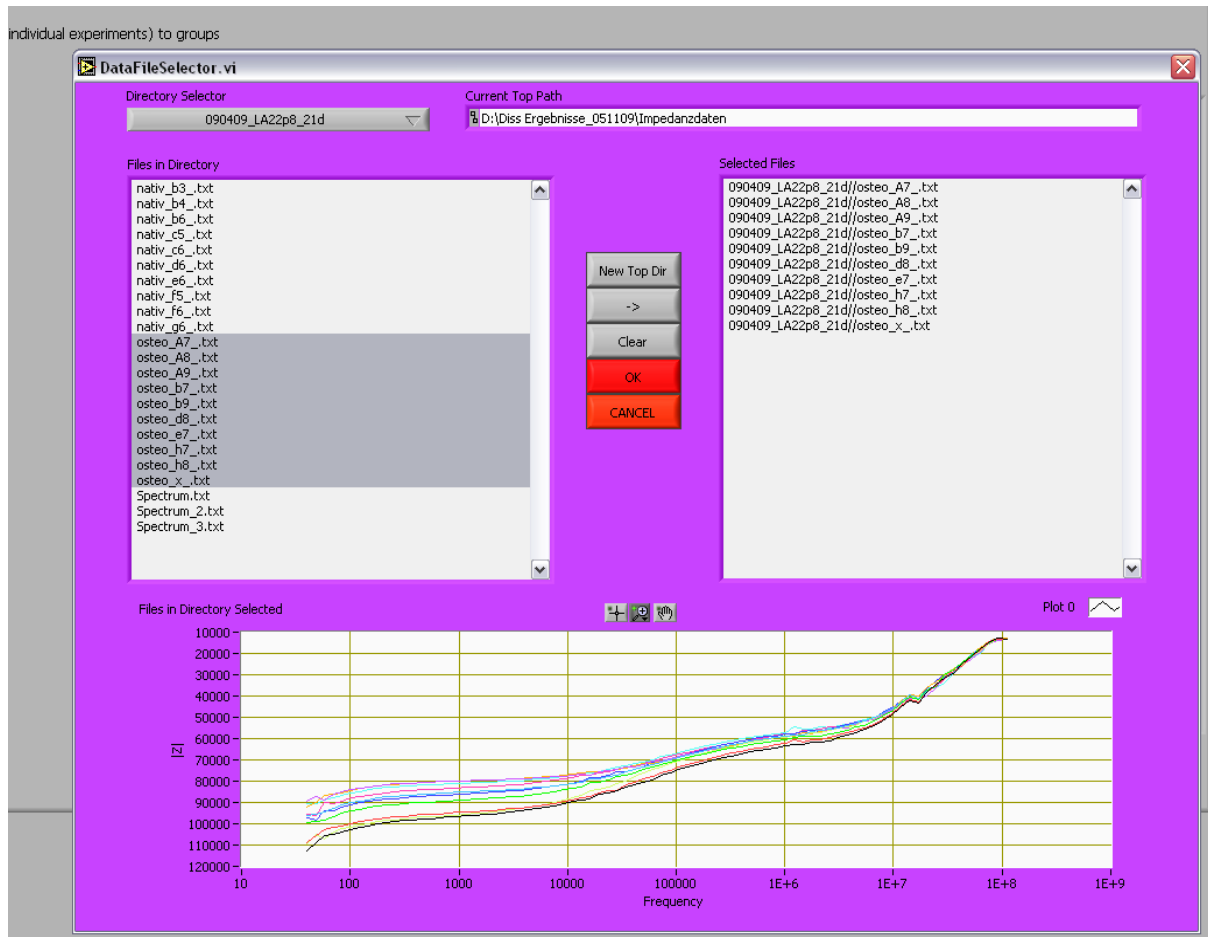 individual experiments) to groups
DataFileSelector.vi
Directory Selector
090409_LA22p8_21d
Current Top Path
D:\Diss Ergebnisse_051109\Impedanzdaten
Files in Directory
nativ_b3_.txt
nativ_b4_.txt
nativ_b6_.txt
nativ_c5_.txt
nativ_c6_.txt
nativ_d6_.txt
nativ_e6_.txt
nativ_f5_.txt
nativ_f6_.txt
nativ_g6_.txt
osteo_A7_.txt
osteo_A8_.txt
osteo_A9_.txt
osteo_b7_.txt
osteo_b9_.txt
osteo_d8_.txt
osteo_e7_.txt
osteo_h7_.txt
osteo_h8_.txt
osteo_x_.txt
Spectrum.txt
Spectrum_2.txt
Spectrum_3.txt
New Top Dir
->
Clear
OK
CANCEL
Selected Files
090409_LA22p8_21d//osteo_A7_.txt
090409_LA22p8_21d//osteo_A8_.txt
090409_LA22p8_21d//osteo_A9_.txt
090409_LA22p8_21d//osteo_b7_.txt
090409_LA22p8_21d//osteo_b9_.txt
090409_LA22p8_21d//osteo_d8_.txt
090409_LA22p8_21d//osteo_e7_.txt
090409_LA22p8_21d//osteo_h7_.txt
090409_LA22p8_21d//osteo_h8_.txt
090409_LA22p8_21d//osteo_x_.txt
Files in Directory Selected
Plot 0
10000
20000
30000
40000
50000
60000
70000
80000
90000
100000
110000
120000
|Z|
10 100 1000 10000 100000 1E+6 1E+7 1E+8 1E+9
Frequency